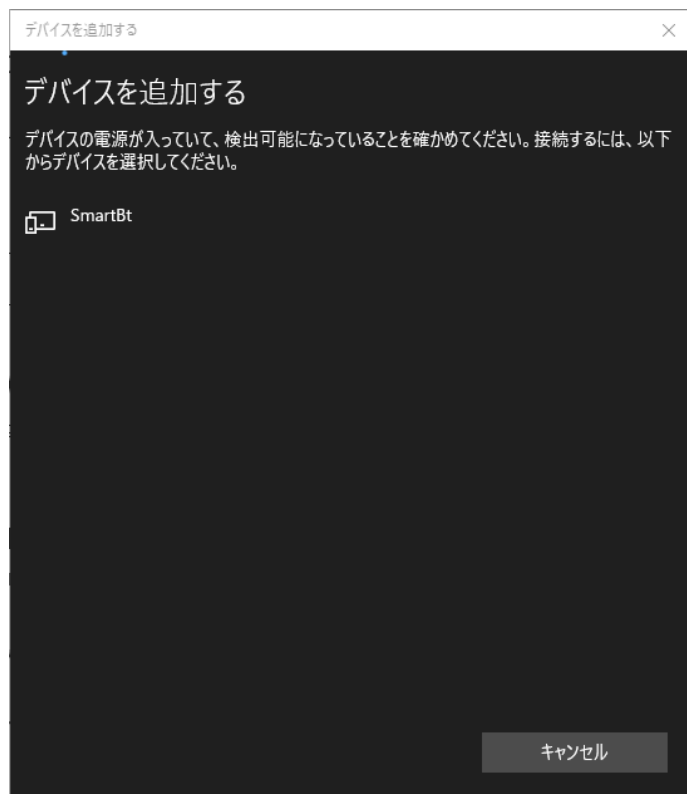 デバイスを追加する
デバイスを追加する
デバイスの電源が入っていて、検出可能になっていることを確かめてください。接続するには、以下
からデバイスを選択してください。
SmartBt
キャンセル